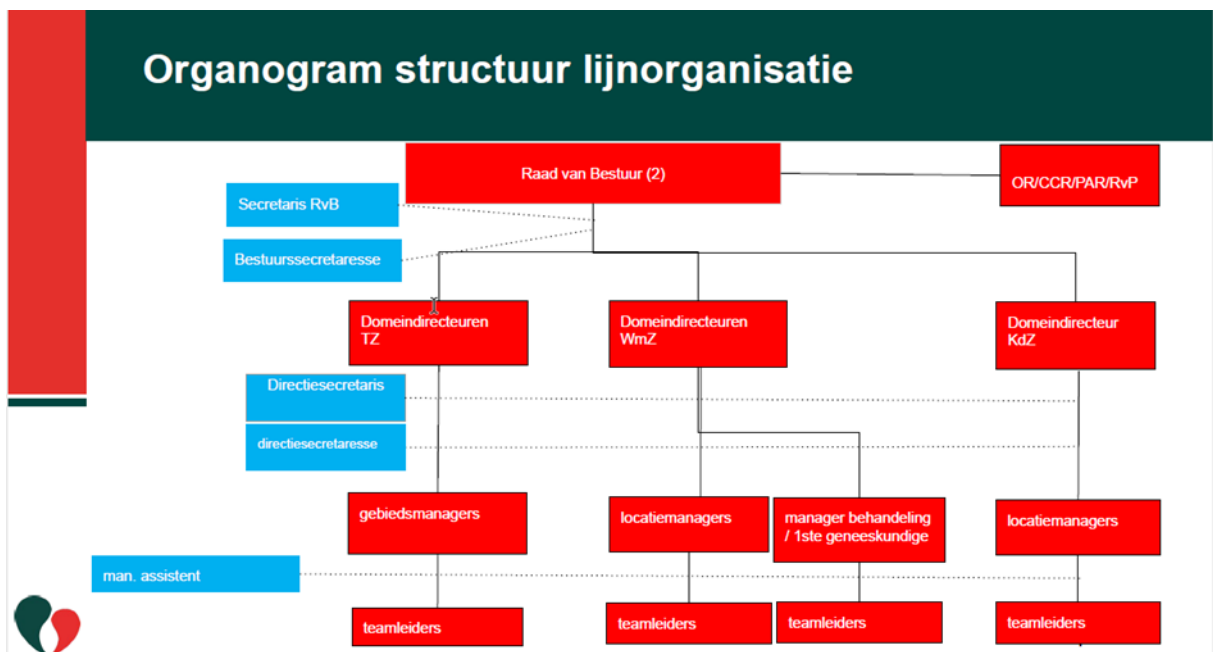 Organogram structuur lijnorganisatie
Raad van Bestuur (2)
OR/CCR/PAR/RvP
Secretaris RvB
Bestuurssecretaresse
Domeindirecteuren
TZ
Domeindirecteuren
WmZ
Domeindirecteur
KdZ
Directiesecretaris
directiesecretaresse
gebiedsmanagers
locatiemanagers
manager behandeling
/ 1ste geneeskundige
locatiemanagers
man. assistent
teamleiders
teamleiders
teamleiders
teamleiders